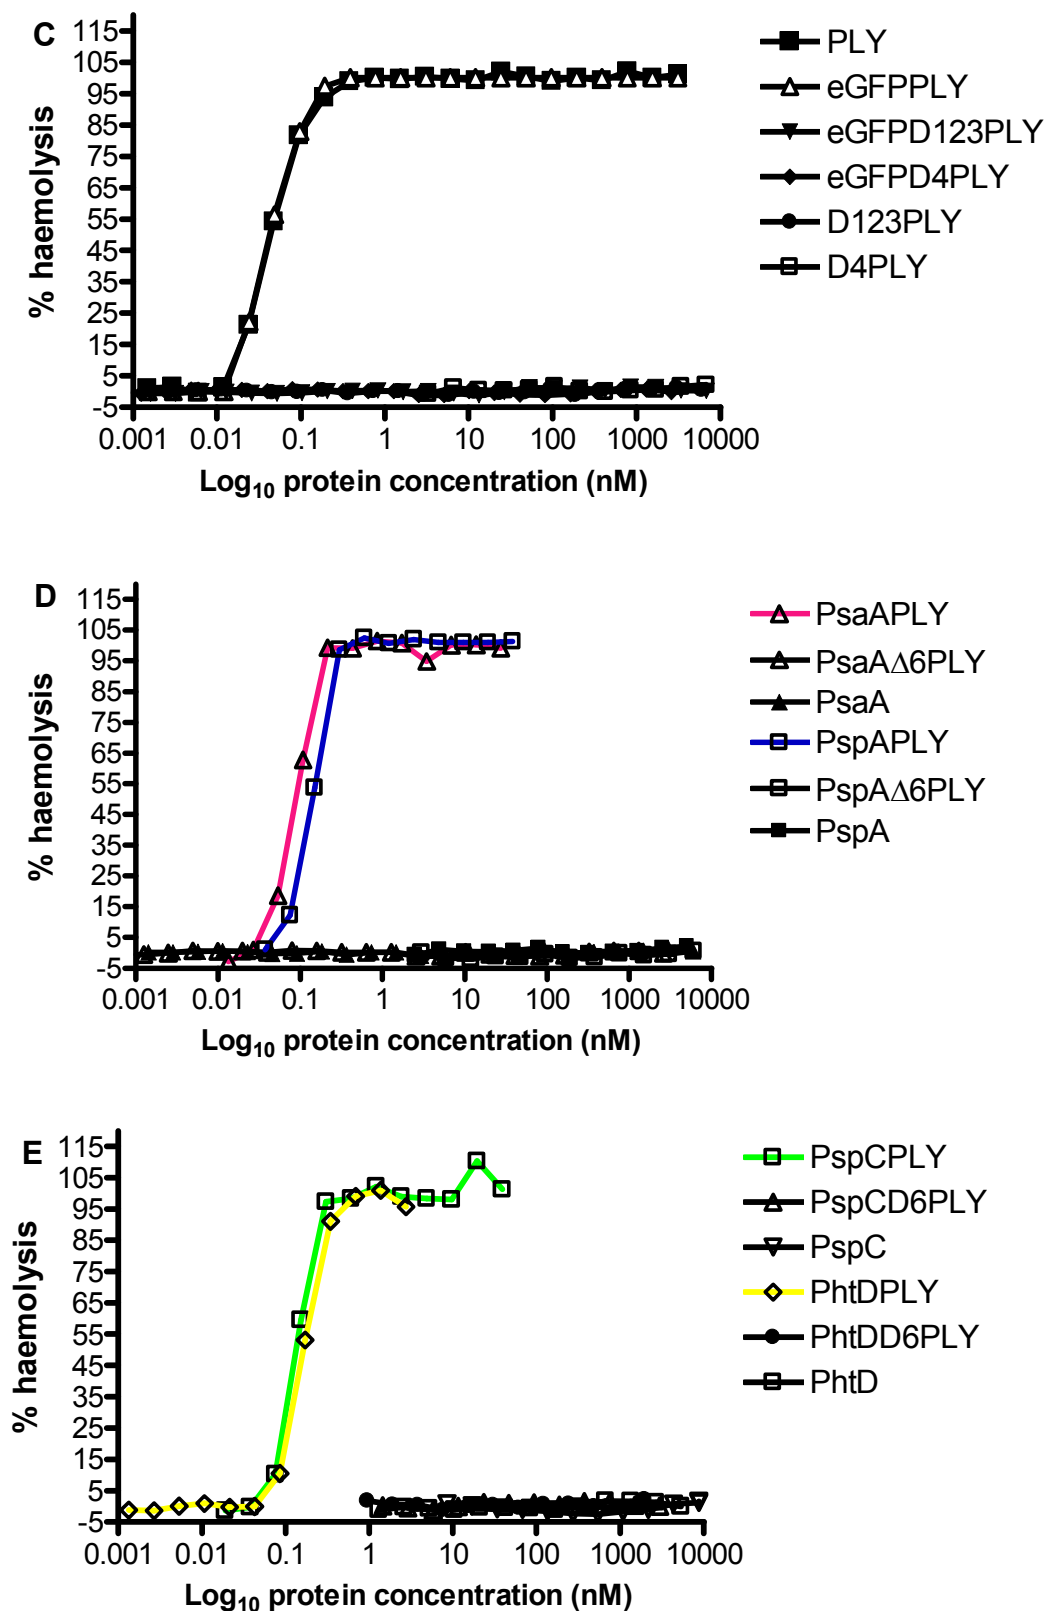 C
115
105
95
85
75
65
55
45
35
25
15
5
-5
% haemolysis
0.001 0.01 0.1 1 10 100 1000 10000
Log10 protein concentration (nM)
PLY
eGFPPLY
eGFPD123PLY
eGFPD4PLY
D123PLY
D4PLY
D
115
105
95
85
75
65
55
45
35
25
15
5
-5
% haemolysis
0.001 0.01 0.1 1 10 100 1000 10000
Log10 protein concentration (nM)
PsaAPLY
PsaAΔ6PLY
PsaA
PspAPLY
PspAΔ6PLY
PspA
E
115
105
95
85
75
65
55
45
35
25
15
5
-5
% haemolysis
0.001 0.01 0.1 1 10 100 1000 10000
Log10 protein concentration (nM)
PspCPLY
PspCD6PLY
PspC
PhtDPLY
PhtDD6PLY
PhtD